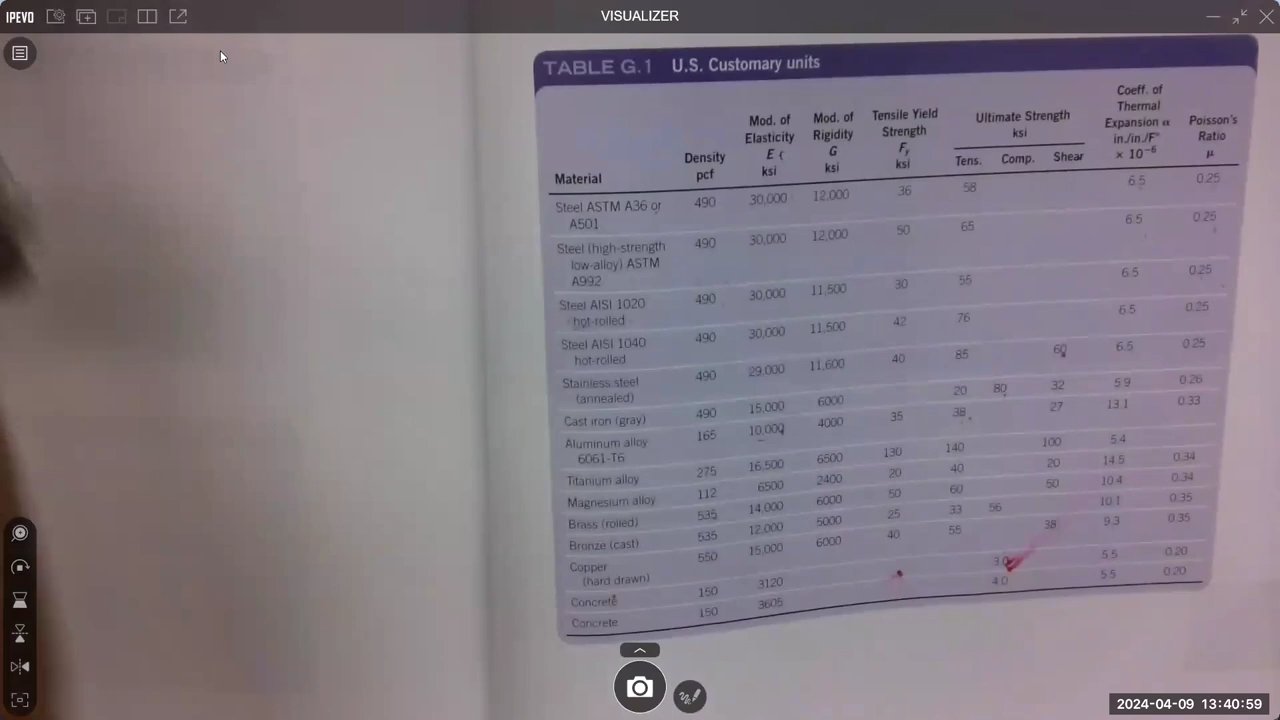 IPEVO
VISUALIZER
TABLE G.1 U.S. Customary units
Material
Density
pcf
Mod. of
Elasticity
E (
ksi
Mod. of
Rigidity
G
ksi
Tensile Yield
Strength
Fy
ksi
Ultimate Strength
ksi
Tens. Comp. Shear
Coeff. of
Thermal
Expansion α
in./in./F°
× 10⁻⁶
Poisson's
Ratio
μ
Steel ASTM A36 or 490 30,000 12,000 36 58 6.5 0.25
A501
Steel (high-strength 490 30,000 12,000 50 65 6.5 0.25
low-alloy) ASTM
A992
Steel AISI 1020 490 30,000 11,500 30 55 6.5 0.25
hot-rolled
Steel AISI 1040 490 30,000 11,500 42 76 6.5 0.25
hot-rolled
Stainless steel 490 29,000 11,600 40 85 60 6.5 0.25
(annealed)
Cast iron (gray) 490 15,000 6000 20 80 32 5.9 0.26
Aluminum alloy 165 10,000 4000 35 38 27 13.1 0.33
6061-T6
Titanium alloy 275 16,500 6500 130 140 100 5.4
Magnesium alloy 112 6500 2400 20 40 20 14.5 0.34
Brass (rolled) 535 14,000 6000 50 60 50 10.4 0.34
Bronze (cast) 535 12,000 5000 25 33 56 10.1 0.35
Copper 550 15,000 6000 40 55 38 9.3 0.35
(hard drawn)
Concrete 150 3120 3.0 5.5 0.20
Concrete 150 3605 4.0 5.5 0.20
2024-04-09 13:40:59